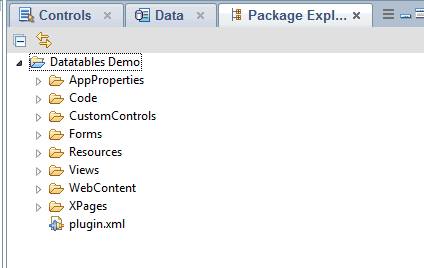 Controls Data Package Expl...
Datatables Demo
AppProperties
Code
CustomControls
Forms
Resources
Views
WebContent
XPages
plugin.xml